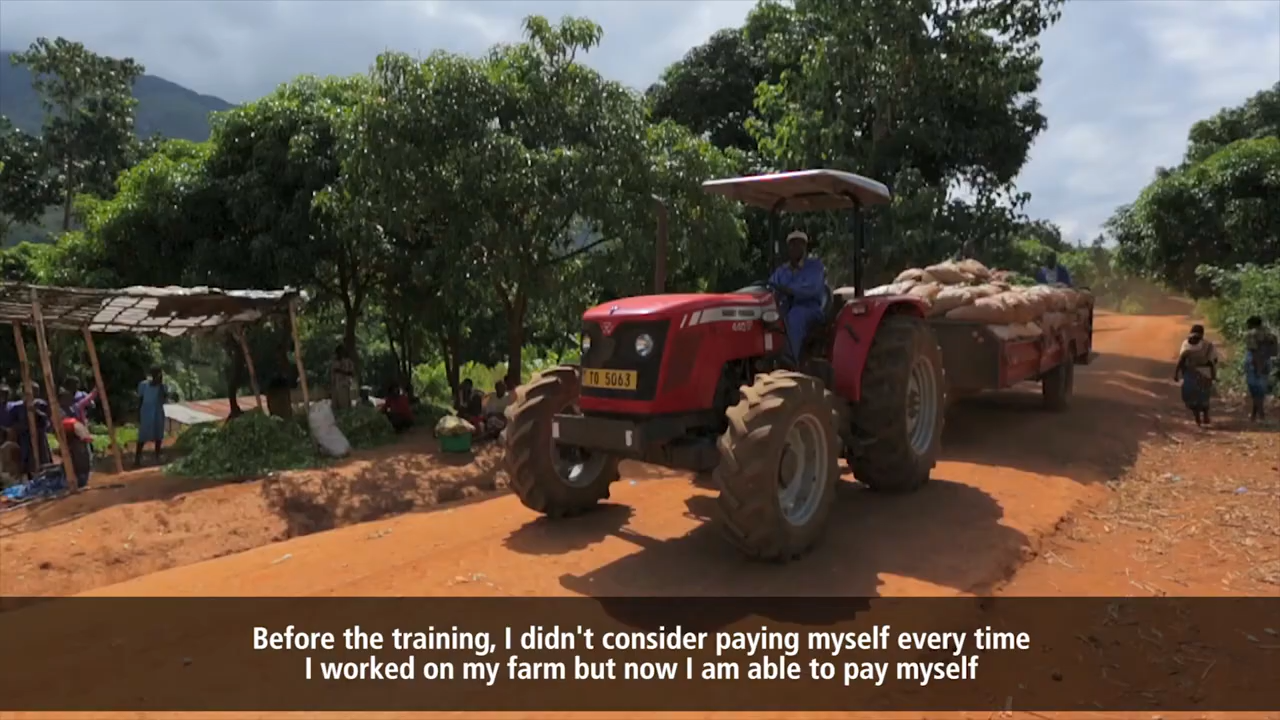 440
TO 5063
Before the training, I didn't consider paying myself every time
I worked on my farm but now I am able to pay myself